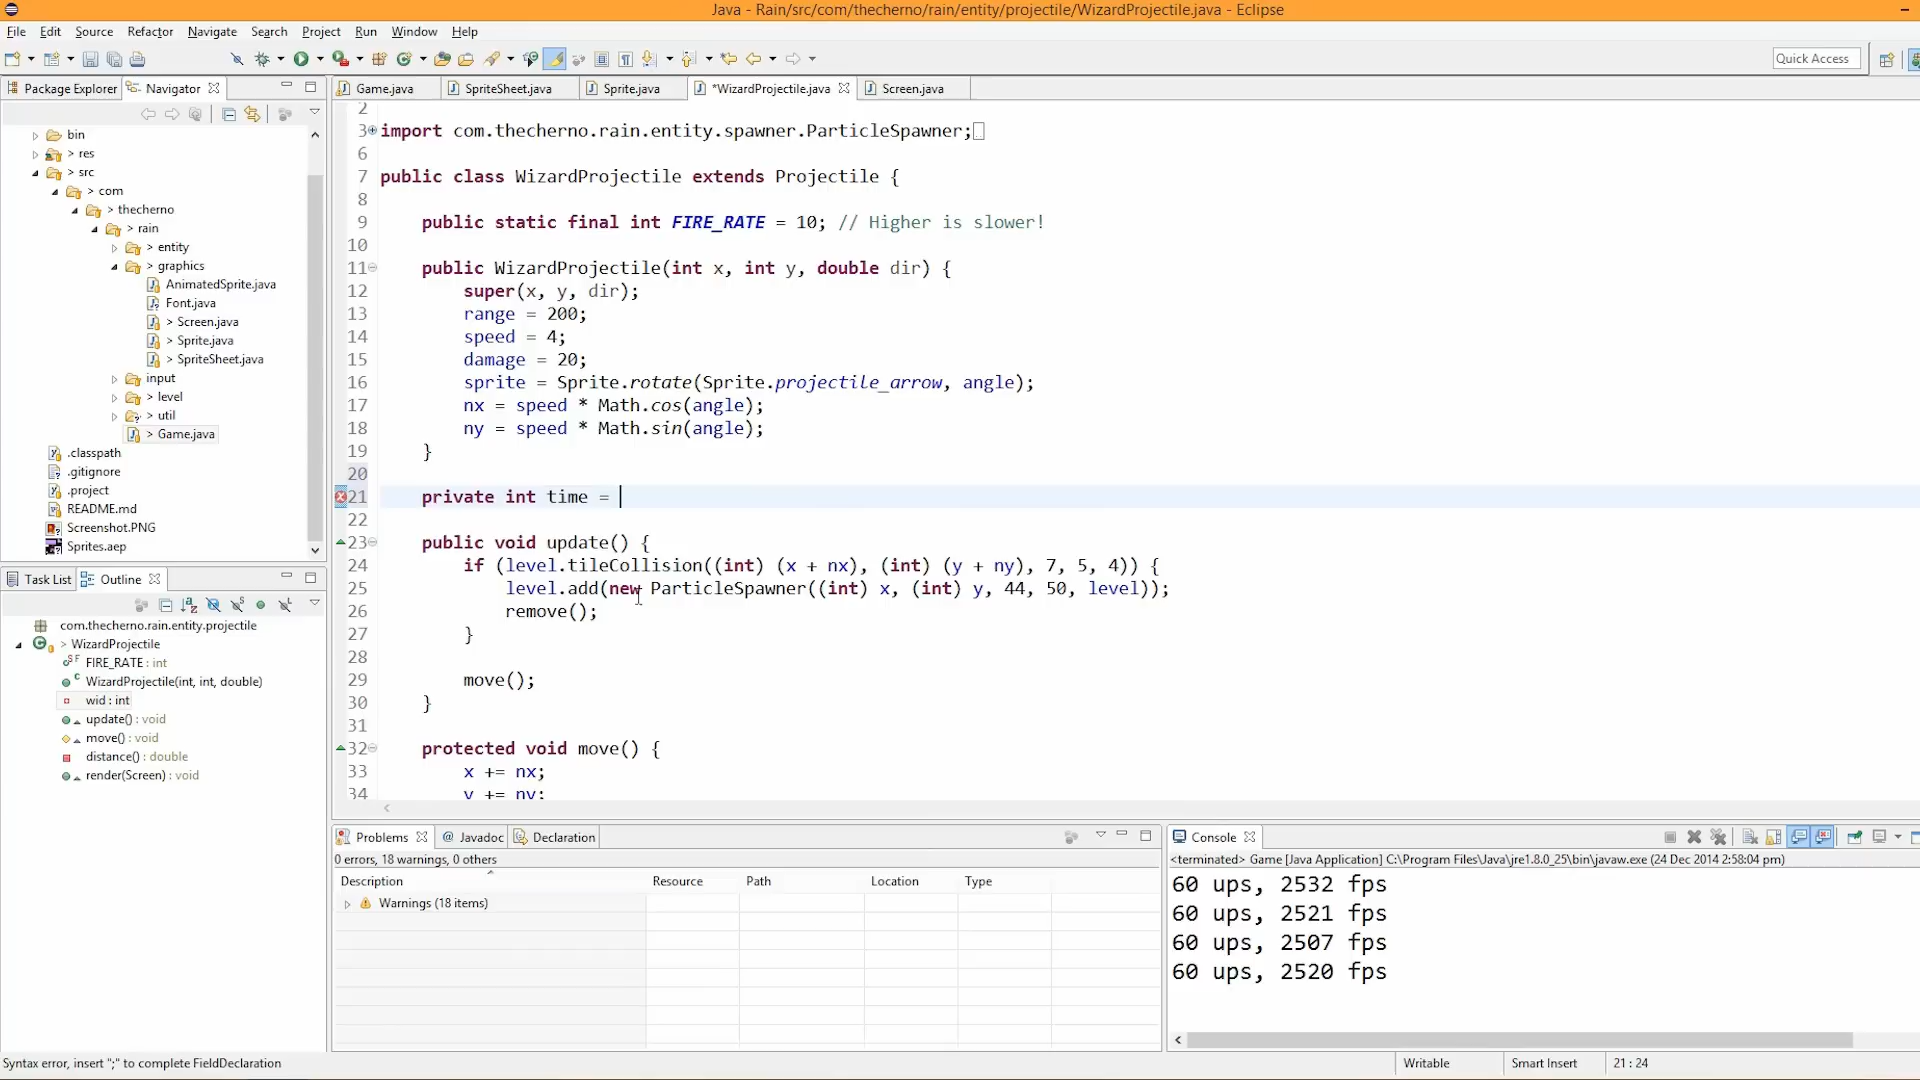 Java - Rain/src/com/thecherno/rain/entity/projectile/WizardProjectile.java - Eclipse
File Edit Source Refactor Navigate Search Project Run Window Help
Quick Access
Package Explorer Navigator
bin
> res
> src
> com
> thecherno
> rain
> entity
> graphics
AnimatedSprite.java
Font.java
> Screen.java
> Sprite.java
> SpriteSheet.java
input
> level
> util
> Game.java
.classpath
.gitignore
.project
README.md
Screenshot.PNG
Sprites.aep
Task List Outline
com.thecherno.rain.entity.projectile
> WizardProjectile
FIRE_RATE : int
WizardProjectile(int, int, double)
wid : int
update() : void
move() : void
distance() : double
render(Screen) : void
Game.java SpriteSheet.java Sprite.java *WizardProjectile.java Screen.java
2
3 import com.thecherno.rain.entity.spawner.ParticleSpawner;
6
7 public class WizardProjectile extends Projectile {
8
9 public static final int FIRE_RATE = 10; // Higher is slower!
10
11 public WizardProjectile(int x, int y, double dir) {
12 super(x, y, dir);
13 range = 200;
14 speed = 4;
15 damage = 20;
16 sprite = Sprite.rotate(Sprite.projectile_arrow, angle);
17 nx = speed * Math.cos(angle);
18 ny = speed * Math.sin(angle);
19 }
20
21 private int time =
22
23 public void update() {
24 if (level.tileCollision((int) (x + nx), (int) (y + ny), 7, 5, 4)) {
25 level.add(new ParticleSpawner((int) x, (int) y, 44, 50, level));
26 remove();
27 }
28
29 move();
30 }
31
32 protected void move() {
33 x += nx;
34 y += ny;
Problems Javadoc Declaration
0 errors, 18 warnings, 0 others
Description Resource Path Location Type
Warnings (18 items)
Console
<terminated> Game [Java Application] C:\Program Files\Java\jre1.8.0_25\bin\javaw.exe (24 Dec 2014 2:58:04 pm)
60 ups, 2532 fps
60 ups, 2521 fps
60 ups, 2507 fps
60 ups, 2520 fps
Syntax error, insert ";" to complete FieldDeclaration
Writable Smart Insert 21 : 24